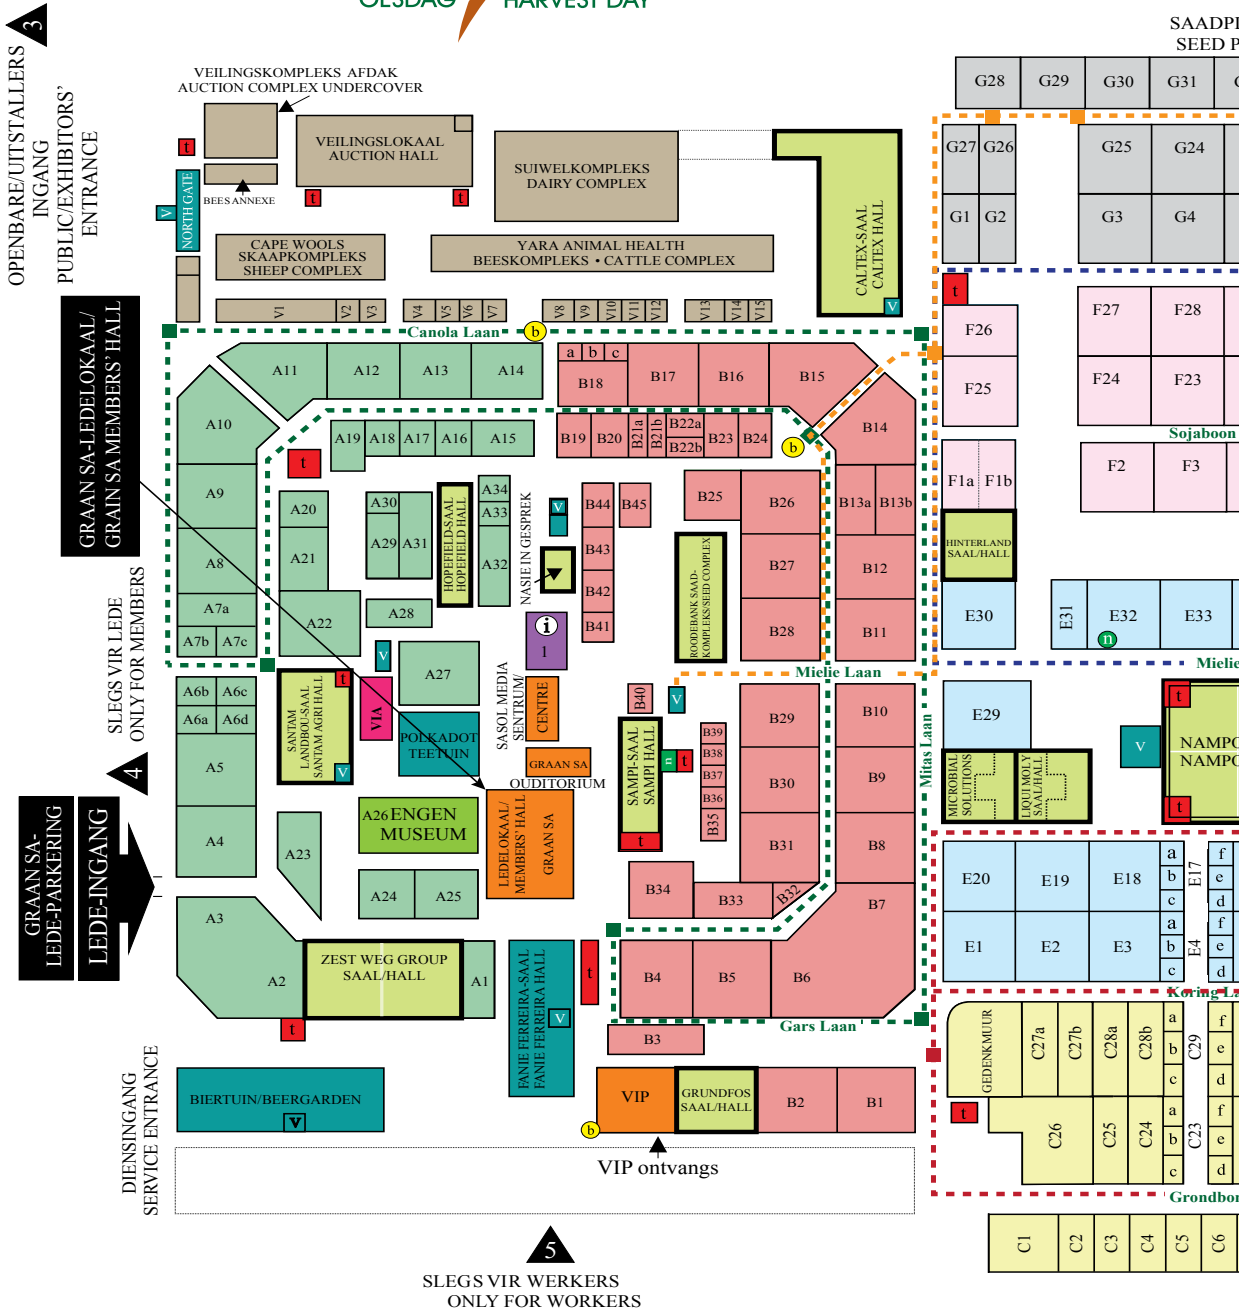 OESDAG
HARVEST DAY
3
OPENBARE/UITSTALLERS
INGANG
PUBLIC/EXHIBITORS'
ENTRANCE
VEILINGSKOMPLEKS AFDAK
AUCTION COMPLEX UNDERCOVER
VEILINGSLOKAAL
AUCTION HALL
BEES ANNEXE
NORTH GATE
V
t
t
t
SUIWELKOMPLEKS
DAIRY COMPLEX
CAPE WOOLS
SKAAPKOMPLEKS
SHEEP COMPLEX
YARA ANIMAL HEALTH
BEESKOMPLEKS • CATTLE COMPLEX
CALTEX-SAAL
CALTEX HALL
V
V1
V2
V3
V4
V5
V6
V7
V8
V9
V10
V11
V12
V13
V14
V15
Canola Laan
b
GRAAN SA-LEDELOKAAL/
GRAIN SA MEMBERS' HALL
A11
A12
A13
A14
a
b
c
B18
B17
B16
B15
A10
A19
A18
A17
A16
A15
B19
B20
B21a
B21b
B22a
B22b
B23
B24
b
B14
t
A9
A20
A30
A29
A31
HOPEFIELD-SAAL
HOPEFIELD HALL
A34
A33
A32
NASIE IN GESPREK
V
B44
B45
B43
B42
B41
B25
B26
B13a
B13b
A8
A21
ROODEBANK SAAD-
KOMPLEKS/SEED COMPLEX
B27
B12
A7a
A7b
A7c
A22
A28
B28
B11
i
1
SLEGS VIR LEDE
ONLY FOR MEMBERS
4
V
A27
Mielie Laan
A6b
A6c
A6a
A6d
SANTAM
LANDBOU-SAAL
SANTAM AGRI HALL
t
V
VIA
POLKADOT
TEETUIN
SASOL MEDIA
SENTRUM/
CENTRE
GRAAN SA
OUDITORIUM
B40
V
B29
B10
A5
SAMPI-SAAL
SAMPI HALL
n
t
t
B39
B38
B37
B36
B35
B30
B9
Mitas Laan
A4
A26 ENGEN
MUSEUM
LEDELOKAAL/
MEMBERS' HALL
GRAAN SA
B31
B8
GRAAN SA-
LEDE-PARKERING
LEDE-INGANG
A23
A24
A25
B34
B33
B32
B7
A3
A2
ZEST WEG GROUP
SAAL/HALL
A1
t
FANIE FERREIRA-SAAL
FANIE FERREIRA HALL
V
t
B4
B5
B6
Gars Laan
B3
DIENSINGANG
SERVICE ENTRANCE
BIERTUIN/BEERGARDEN
V
VIP
b
GRUNDFOS
SAAL/HALL
B2
B1
VIP ontvangs
5
SLEGS VIR WERKERS
ONLY FOR WORKERS
SEED P
G28
G29
G30
G31
G27
G26
G25
G24
G1
G2
G3
G4
t
F26
F27
F28
F25
F24
F23
Sojaboon
F1a
F1b
F2
F3
HINTERLAND
SAAL/HALL
E30
E31
E32
n
E33
Mielie
E29
V
t
NAMPO
NAMPO
t
MICROBIAL
SOLUTIONS
LIQUI MOLY
SAAL/HALL
E20
E19
E18
a
b
c
E17
f
e
d
E1
E2
E3
a
b
c
E4
f
e
d
Koring La
GEDENKMUUR
C27a
C27b
C28a
C28b
a
b
c
C29
f
e
d
t
C26
C25
C24
a
b
c
C23
f
e
d
Grondbo
C1
C2
C3
C4
C5
C6